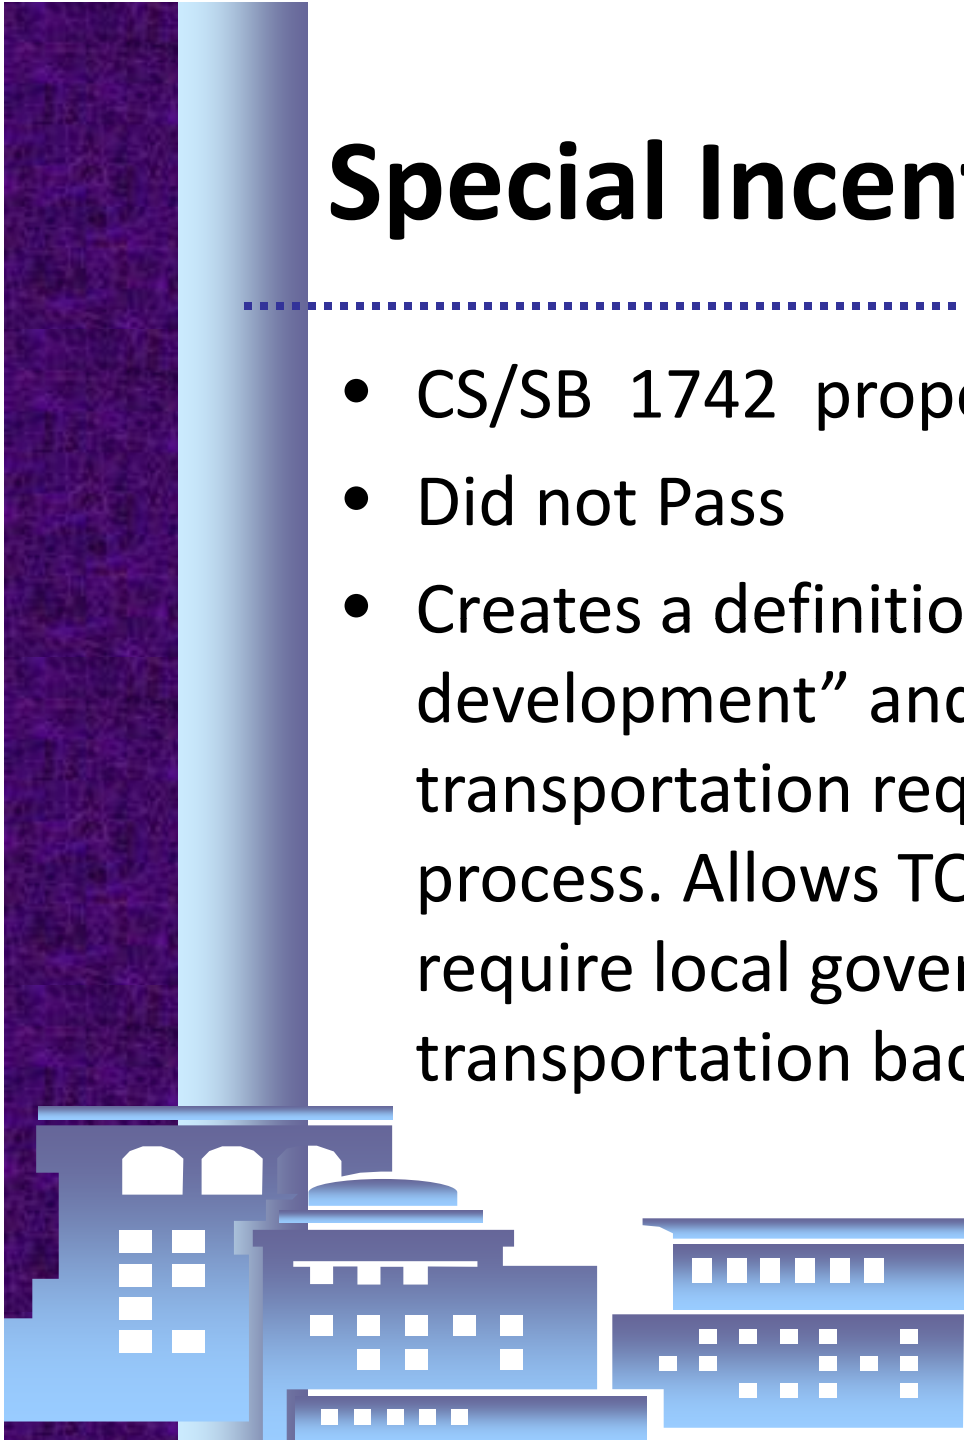 Special Incen
• CS/SB 1742 prop
• Did not Pass
• Creates a definitio
development” and
transportation req
process. Allows TO
require local gover
transportation bac